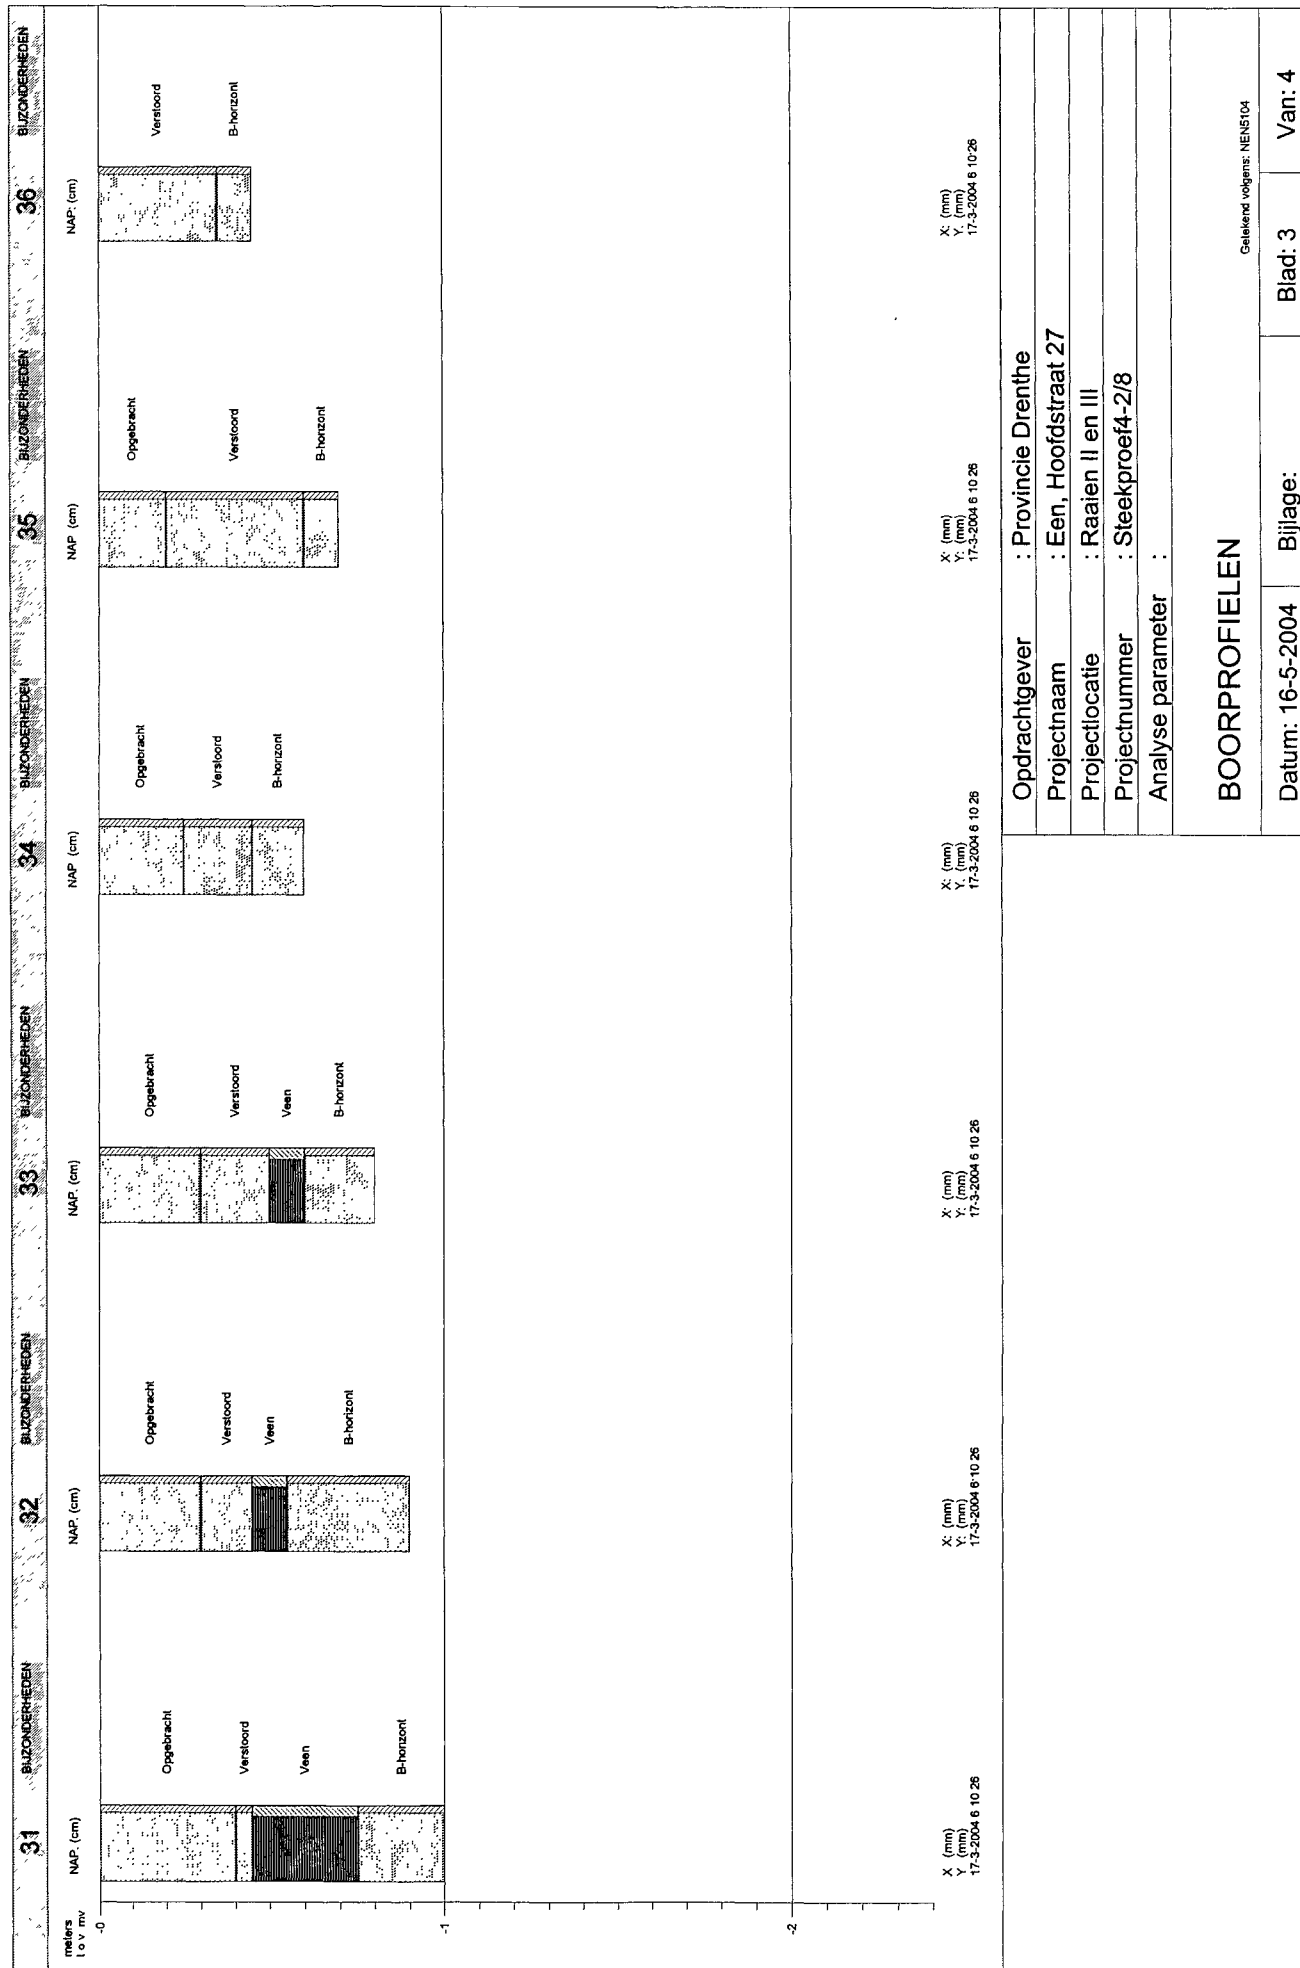 31 BIJZONDERHEDEN 32 BIJZONDERHEDEN 33 BIJZONDERHEDEN 34 BIJZONDERHEDEN 35 BIJZONDERHEDEN 36 BIJZONDERHEDEN
meters
t o v mv
NAP. (cm) NAP. (cm) NAP. (cm) NAP (cm) NAP (cm) NAP: (cm)
-0
-1
-2
Opgebracht
Verstoord
Veen
B-horizont
Opgebracht
Verstoord
Veen
B-horizont
Opgebracht
Verstoord
Veen
B-horizont
Opgebracht
Verstoord
B-horizont
Opgebracht
Verstoord
B-horizont
Verstoord
B-horizont
X (mm)
Y (mm)
17-3-2004 6 10 26
X: (mm)
Y: (mm)
17-3-2004 6:10 26
X: (mm)
Y: (mm)
17-3-2004 6 10 26
X: (mm)
Y. (mm)
17-3-2004 6 10 26
X: (mm)
Y: (mm)
17-3-2004 6 10 26
X: (mm)
Y. (mm)
17-3-2004 6 10:26
Opdrachtgever : Provincie Drenthe
Projectnaam : Een, Hoofdstraat 27
Projectlocatie : Raaien II en III
Projectnummer : Steekproef4-2/8
Analyse parameter :
BOORPROFIELEN
Getekend volgens: NEN5104
Datum: 16-5-2004 Bijlage: Blad: 3 Van: 4